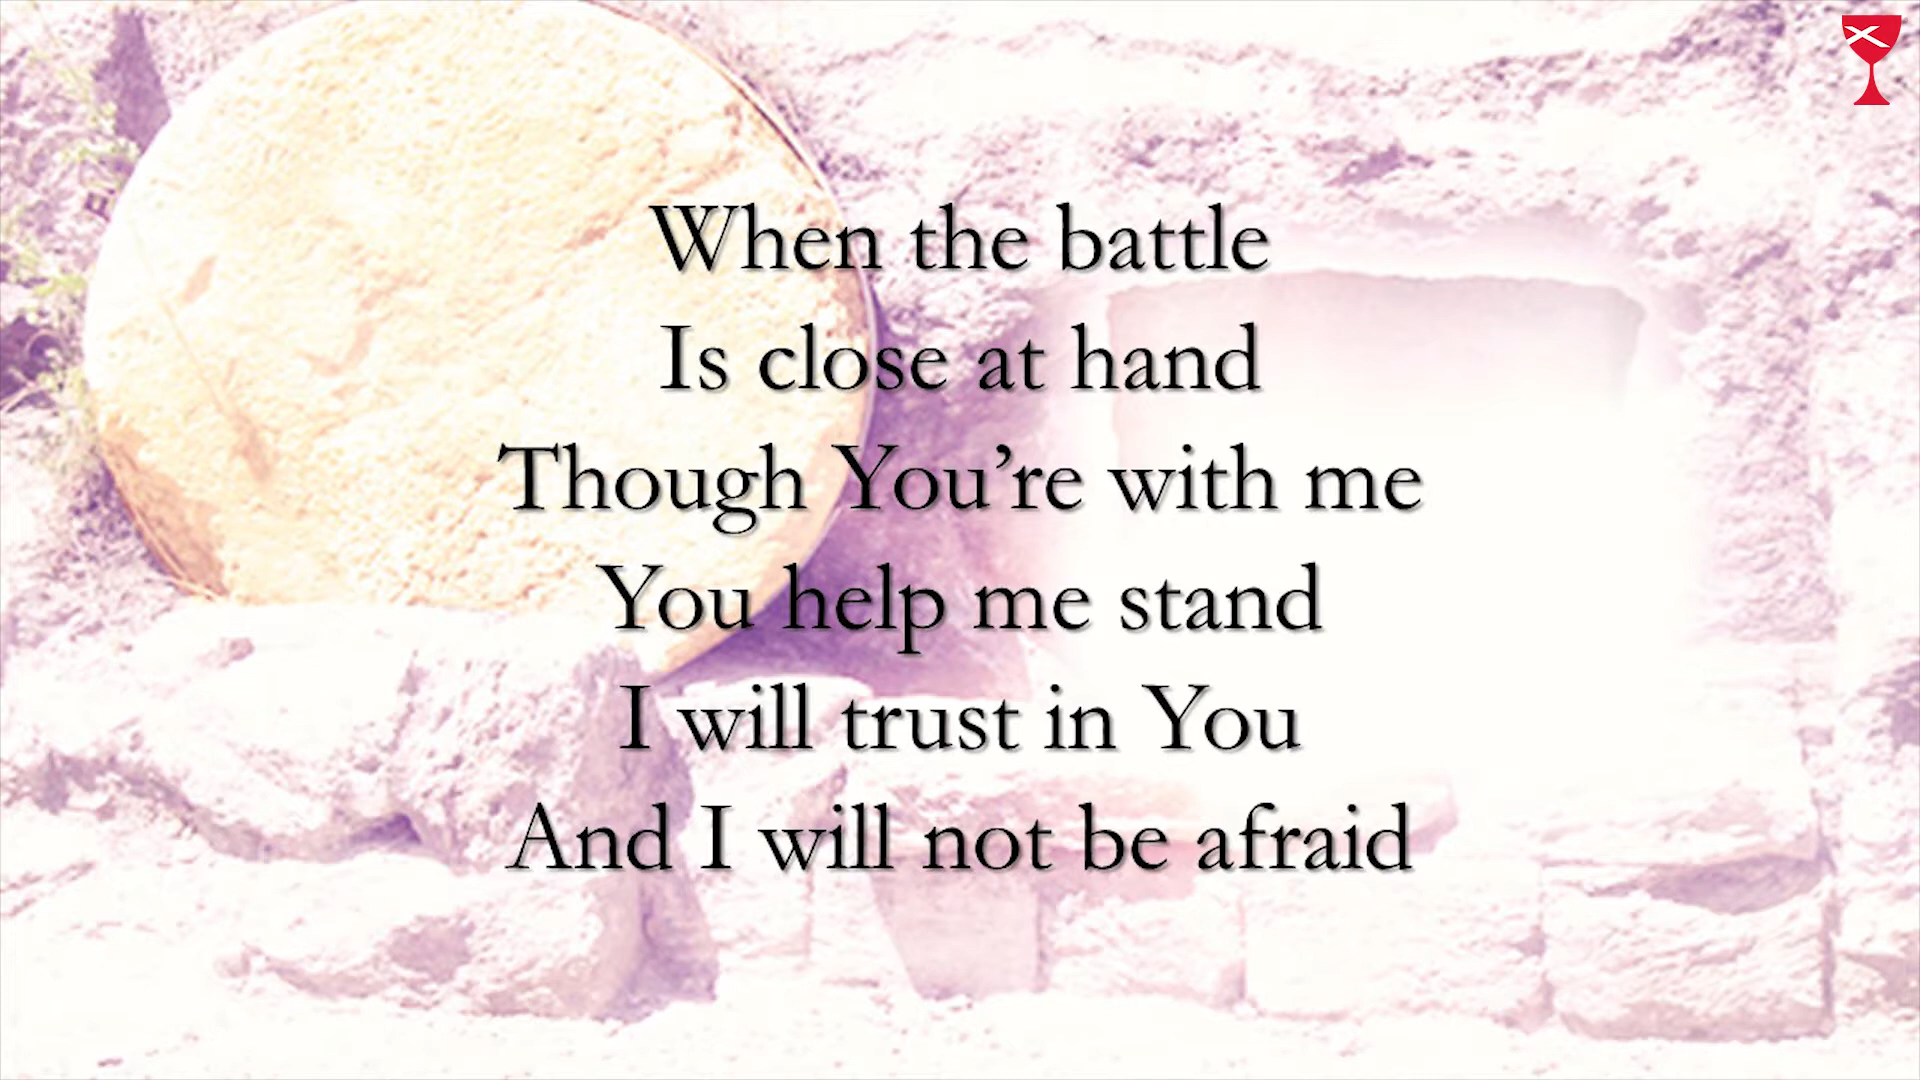 When the battle
Is close at hand
Though You’re with me
You help me stand
I will trust in You
And I will not be afraid